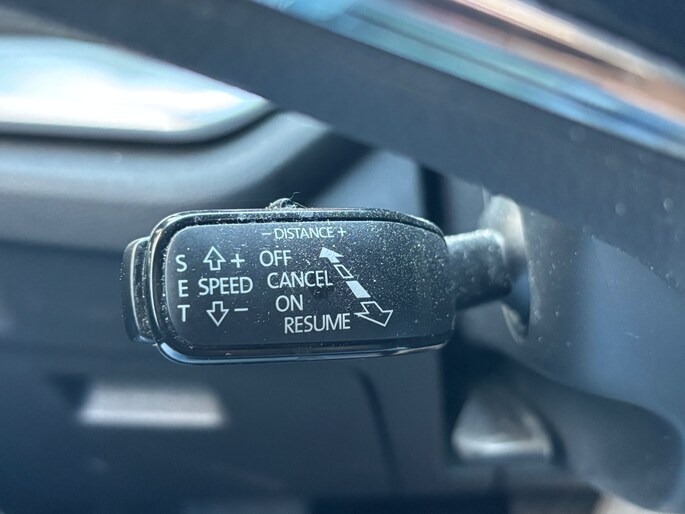 − DISTANCE +
S + OFF
E SPEED CANCEL
ON
T − RESUME